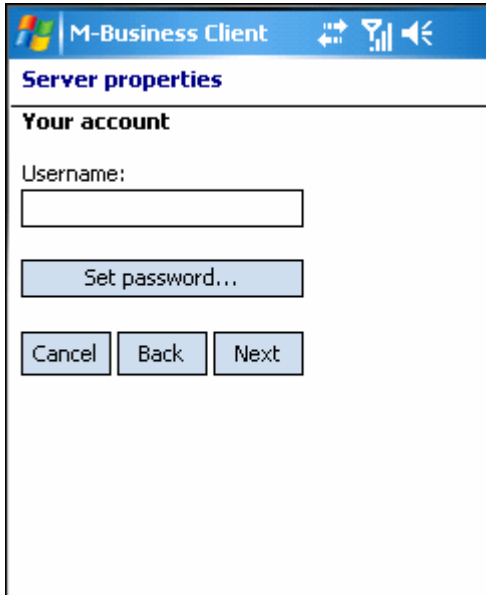 M-Business Client
Server properties
Your account
Username:
Set password...
Cancel Back Next